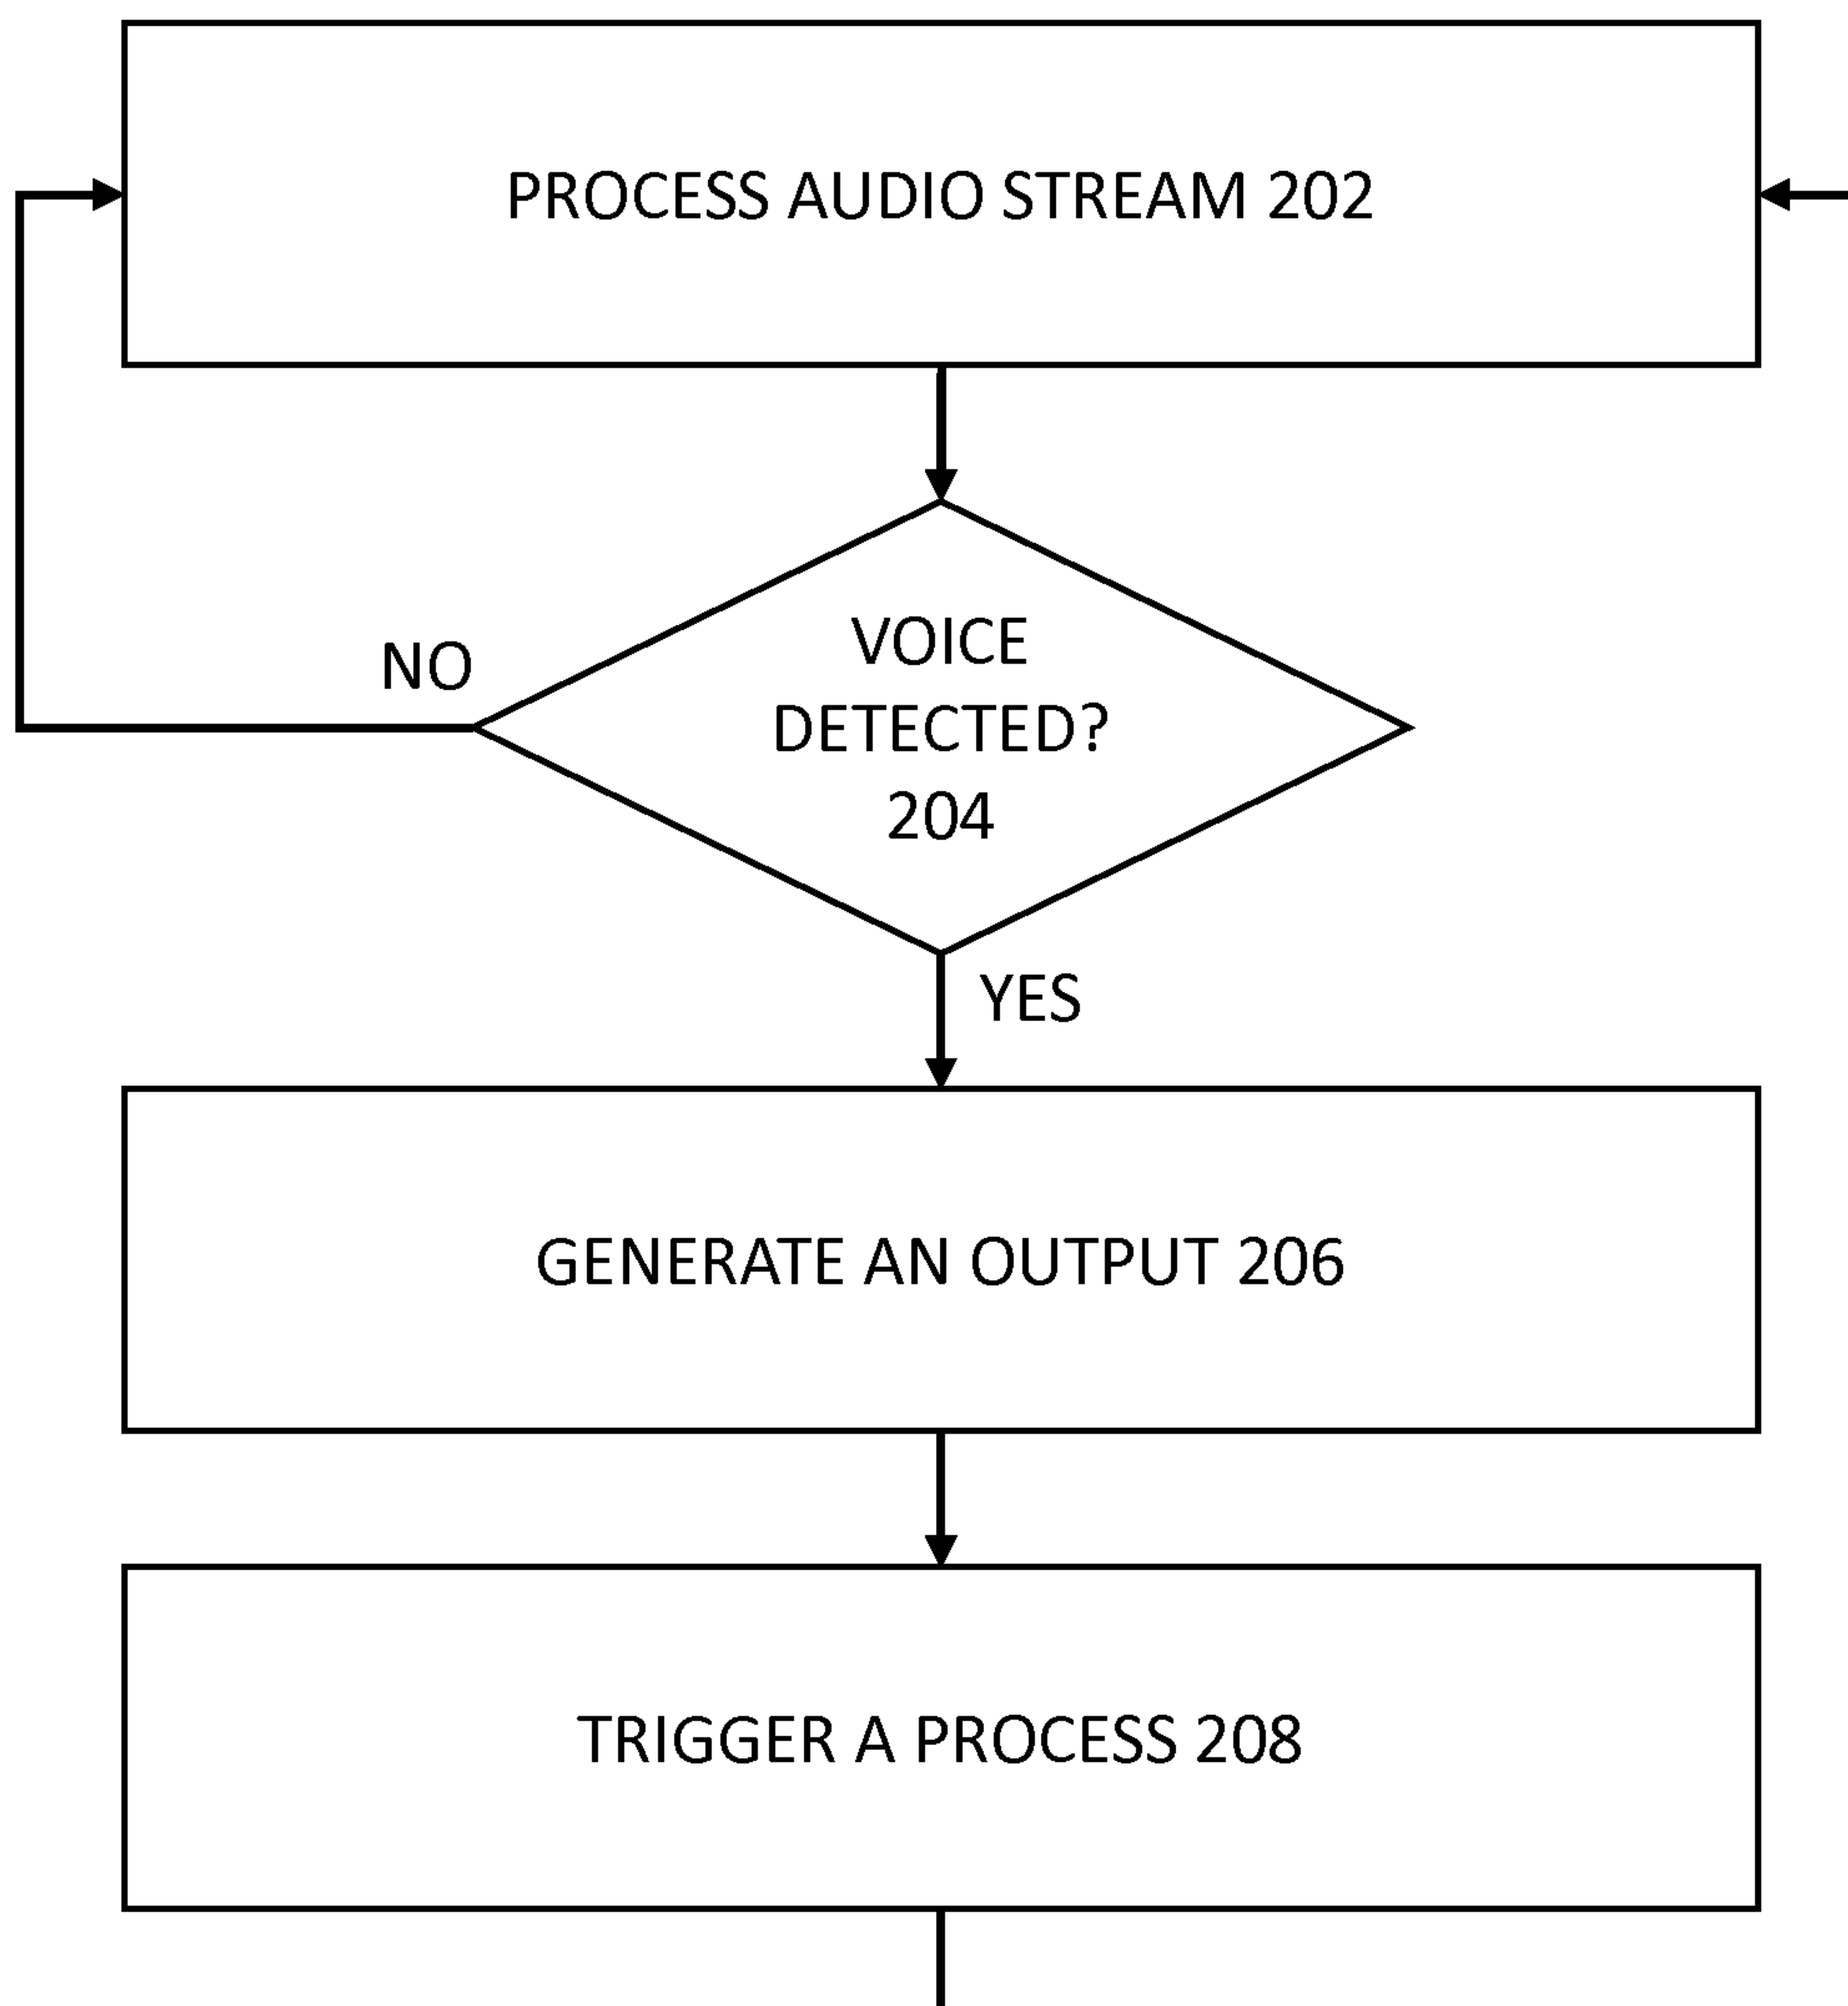 PROCESS AUDIO STREAM 202
VOICE
DETECTED?
204
NO
YES
GENERATE AN OUTPUT 206
TRIGGER A PROCESS 208